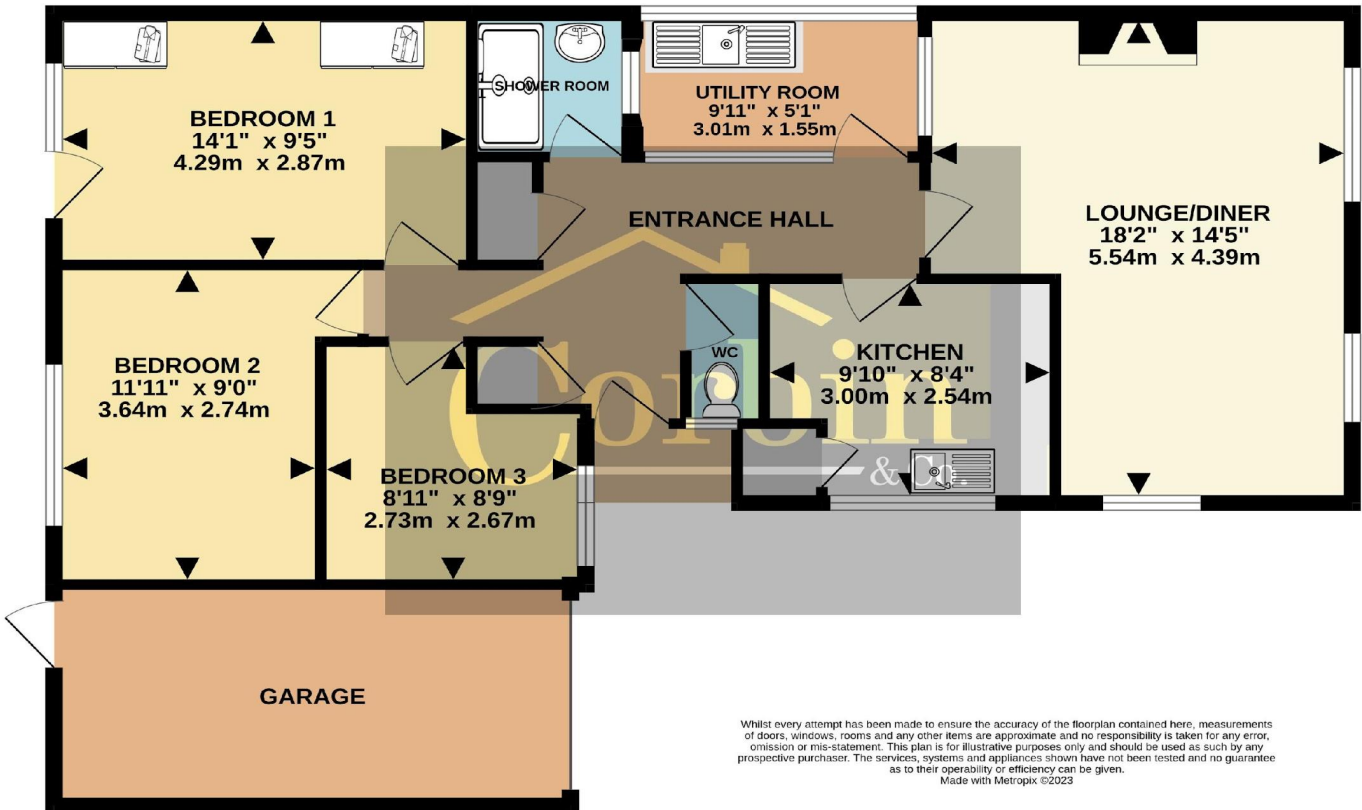 BEDROOM 1
14'1" x 9'5"
4.29m x 2.87m
SHOWER ROOM
UTILITY ROOM
9'11" x 5'1"
3.01m x 1.55m
ENTRANCE HALL
LOUNGE/DINER
18'2" x 14'5"
5.54m x 4.39m
BEDROOM 2
11'11" x 9'0"
3.64m x 2.74m
WC
KITCHEN
9'10" x 8'4"
3.00m x 2.54m
Corbin
& Co.
BEDROOM 3
8'11" x 8'9"
2.73m x 2.67m
GARAGE
Whilst every attempt has been made to ensure the accuracy of the floorplan contained here, measurements
of doors, windows, rooms and any other items are approximate and no responsibility is taken for any error,
omission or mis-statement. This plan is for illustrative purposes only and should be used as such by any
prospective purchaser. The services, systems and appliances shown have not been tested and no guarantee
as to their operability or efficiency can be given.
Made with Metropix ©2023